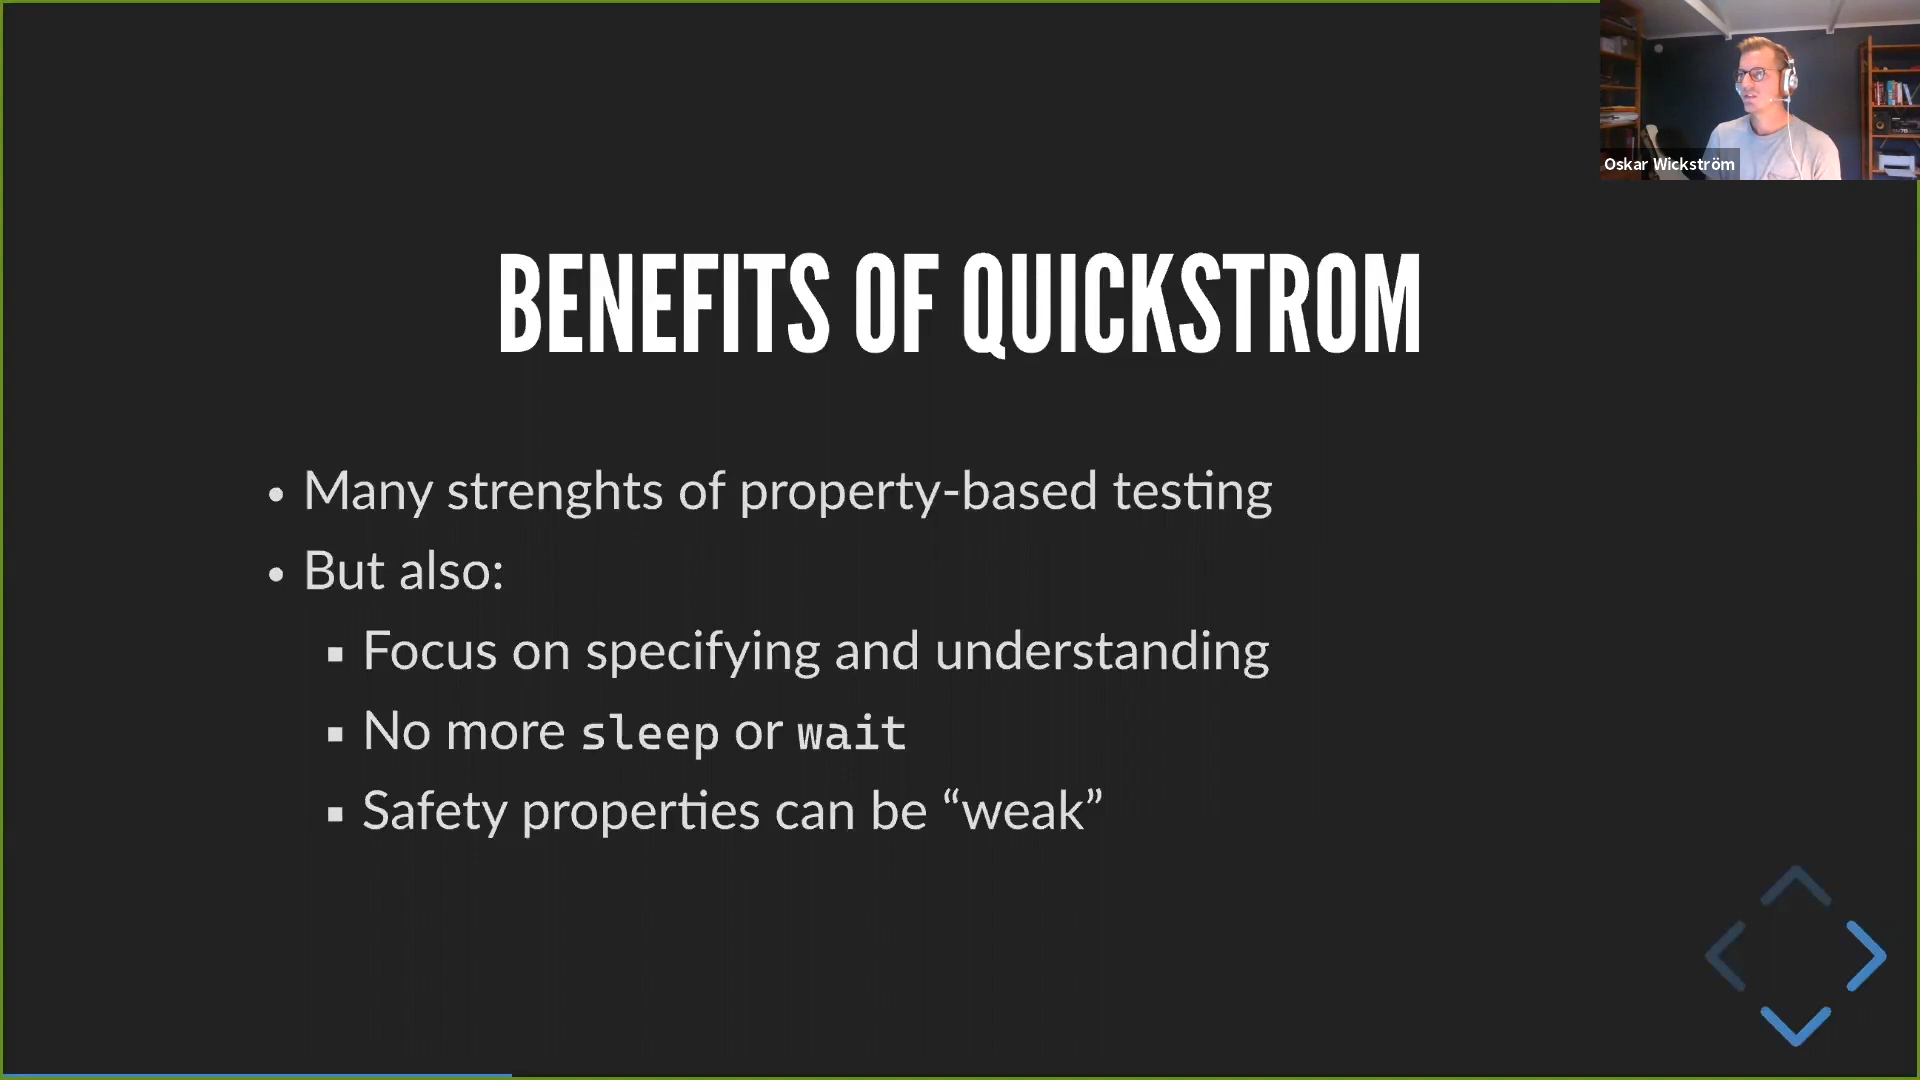 Oskar Wickström
BENEFITS OF QUICKSTROM
• Many strenghts of property-based testing
• But also:
▪ Focus on specifying and understanding
▪ No more sleep or wait
▪ Safety properties can be “weak”